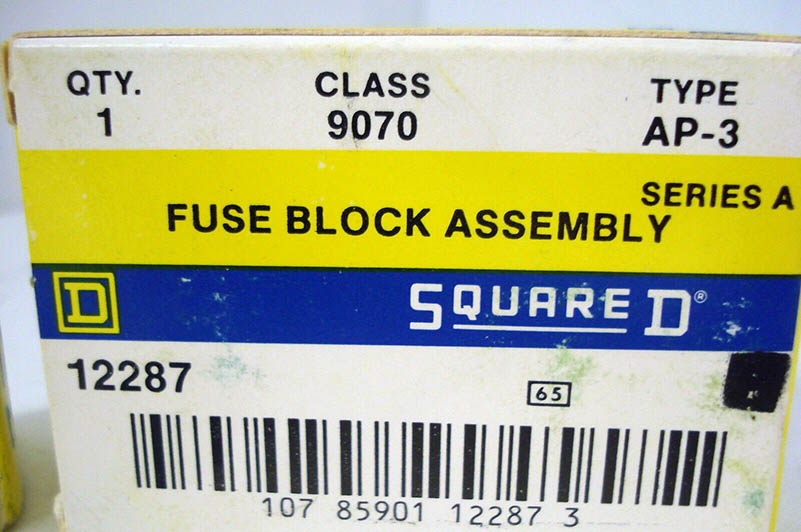 QTY. CLASS TYPE
1 9070 AP-3
SERIES A
FUSE BLOCK ASSEMBLY
D SQUARE D®
12287
65
107 85901 12287 3